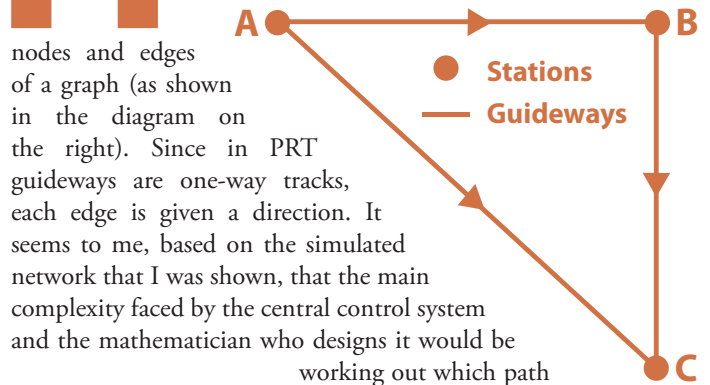 A
B
Stations
Guideways
C
nodes and edges
of a graph (as shown
in the diagram on
the right). Since in PRT
guideways are one-way tracks,
each edge is given a direction. It
seems to me, based on the simulated
network that I was shown, that the main
complexity faced by the central control system
and the mathematician who designs it would be
working out which path